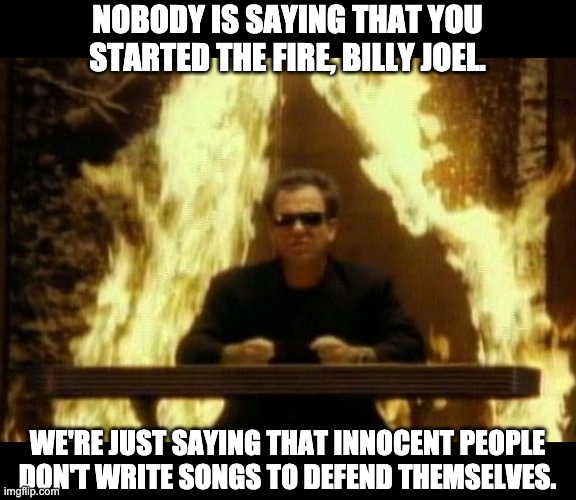 NOBODY IS SAYING THAT YOU
STARTED THE FIRE, BILLY JOEL.
WE'RE JUST SAYING THAT INNOCENT PEOPLE
DON'T WRITE SONGS TO DEFEND THEMSELVES.
imgflip.com